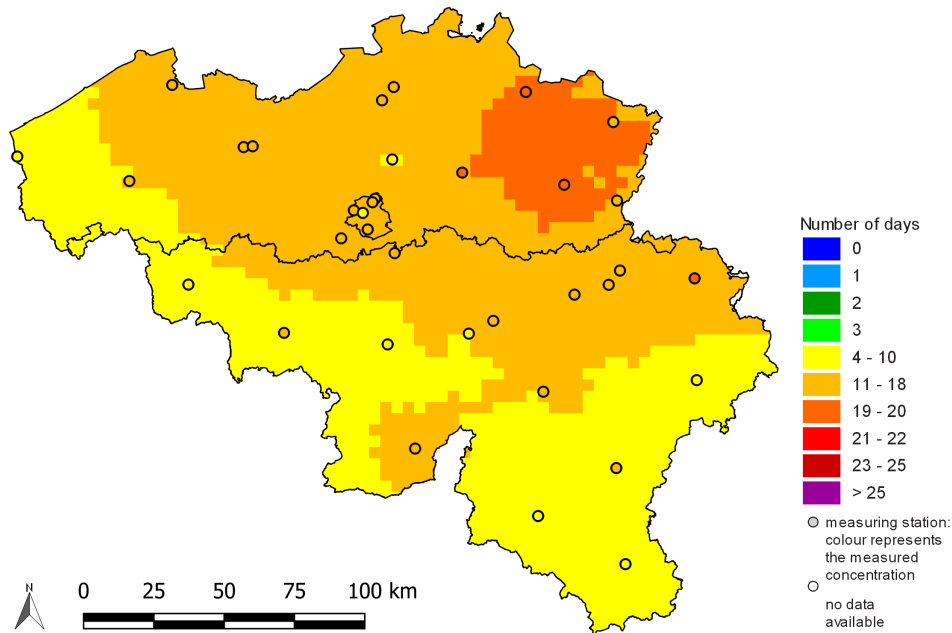 Number of days
0
1
2
3
4 - 10
11 - 18
19 - 20
21 - 22
23 - 25
> 25
measuring station:
colour represents
the measured
concentration
no data
available
N
0 25 50 75 100 km